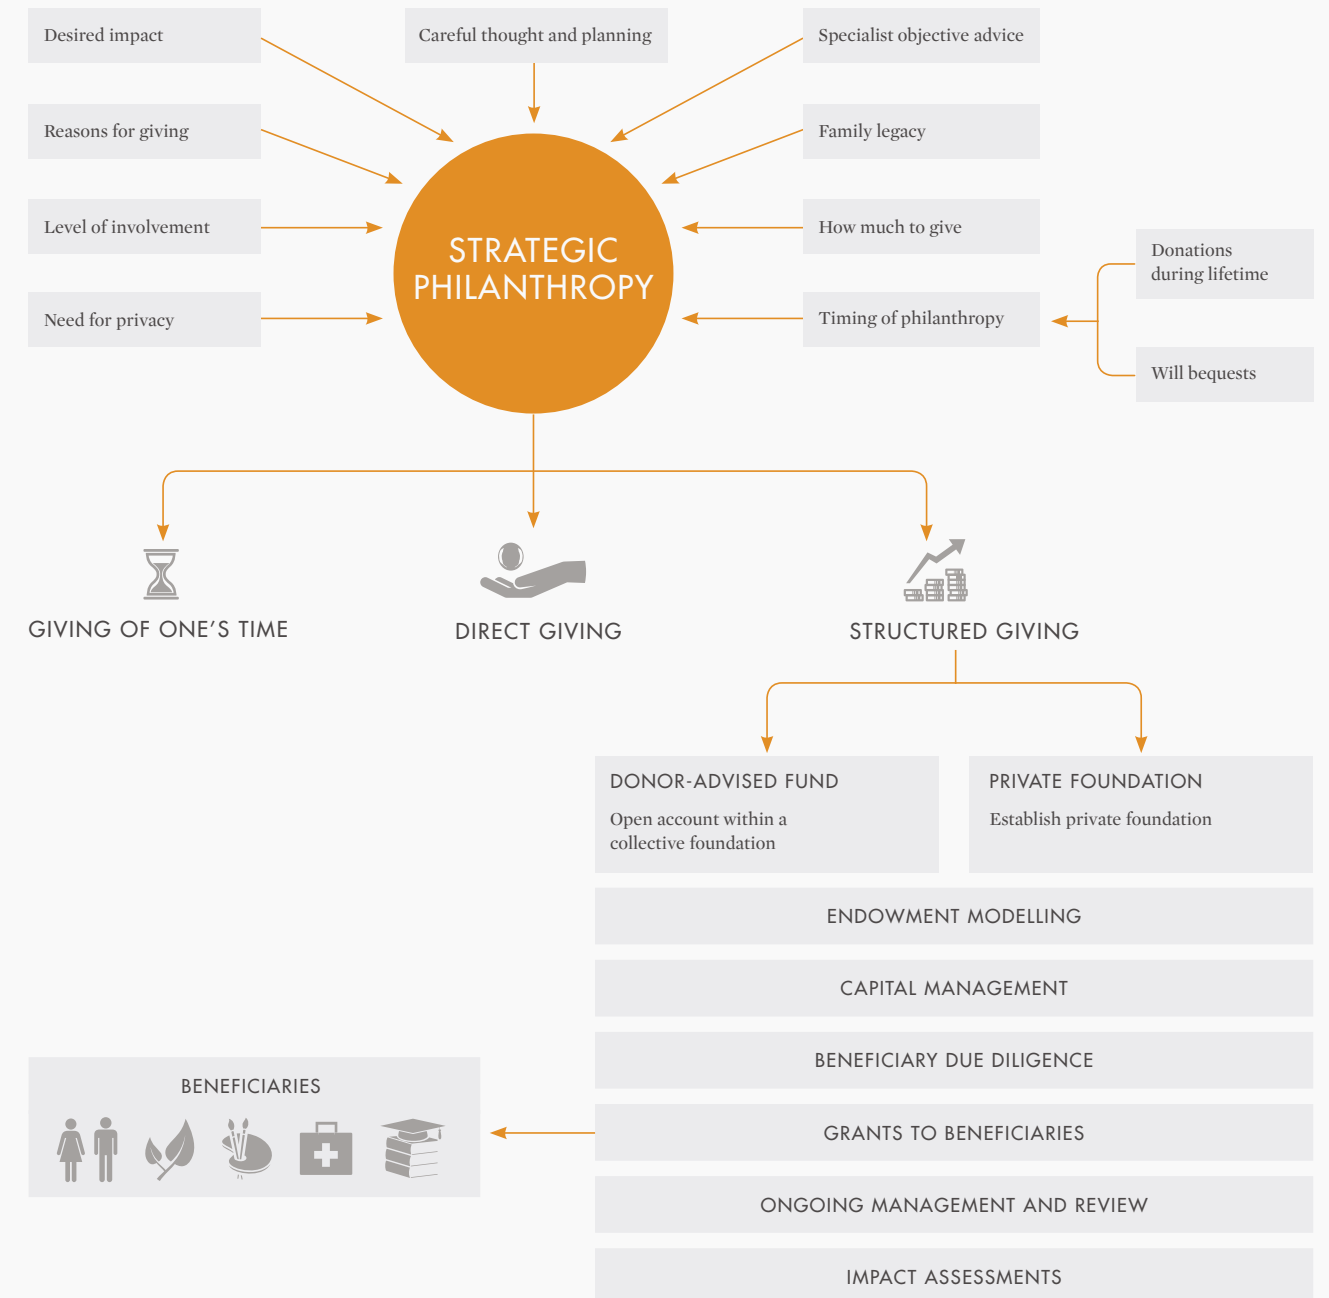 Desired impact
Careful thought and planning
Specialist objective advice
Reasons for giving
Family legacy
Level of involvement
How much to give
STRATEGIC
PHILANTHROPY
Donations
during lifetime
Need for privacy
Timing of philanthropy
Will bequests
GIVING OF ONE’S TIME
DIRECT GIVING
STRUCTURED GIVING
DONOR-ADVISED FUND
Open account within a
collective foundation
PRIVATE FOUNDATION
Establish private foundation
ENDOWMENT MODELLING
CAPITAL MANAGEMENT
BENEFICIARY DUE DILIGENCE
BENEFICIARIES
GRANTS TO BENEFICIARIES
ONGOING MANAGEMENT AND REVIEW
IMPACT ASSESSMENTS